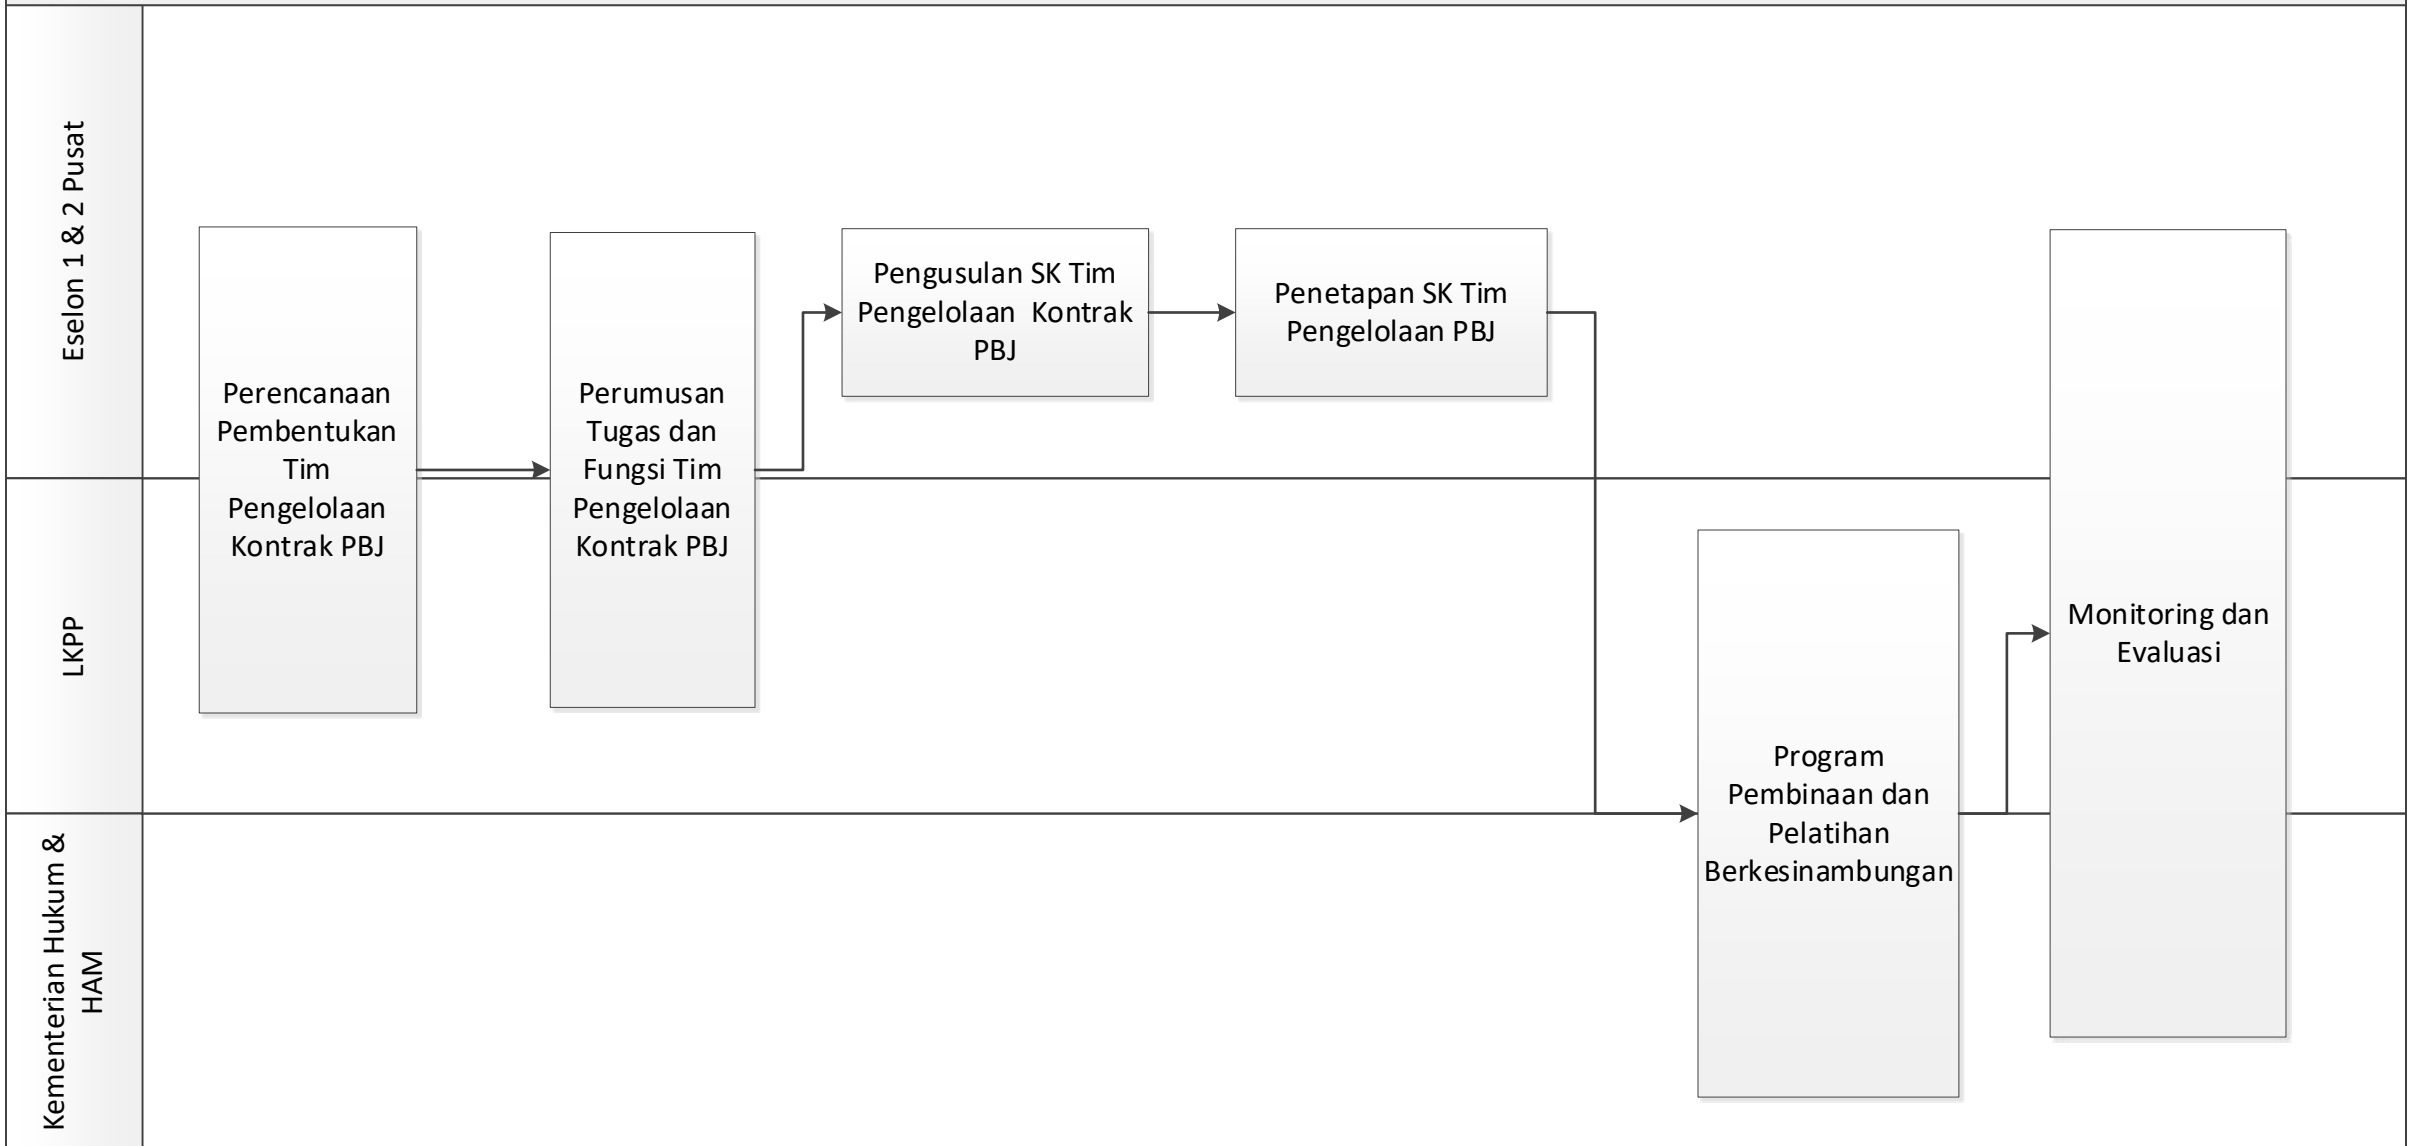 Eselon 1 & 2 Pusat
Perencanaan
Pembentukan
Tim
Pengelolaan
Kontrak PBJ
Perumusan
Tugas dan
Fungsi Tim
Pengelolaan
Kontrak PBJ
Pengusulan SK Tim
Pengelolaan Kontrak
PBJ
Penetapan SK Tim
Pengelolaan PBJ
LKPP
Program
Pembinaan dan
Pelatihan
Berkesinambungan
Monitoring dan
Evaluasi
Kementerian Hukum &
HAM